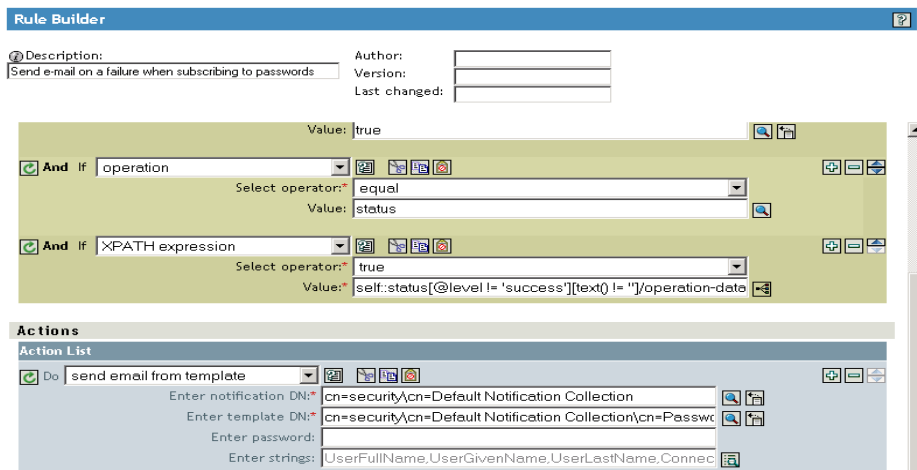 Rule Builder
Description:
Author:
Send e-mail on a failure when subscribing to passwords
Version:
Last changed:
Value: true
And If operation
Select operator:* equal
Value: status
And If XPATH expression
Select operator:* true
Value:* self::status[@level != 'success'][text() != '']/operation-data
Actions
Action List
Do send email from template
Enter notification DN:* cn=security\cn=Default Notification Collection
Enter template DN:* cn=security\cn=Default Notification Collection\cn=Passwo
Enter password:
Enter strings: UserFullName,UserGivenName,UserLastName,Connec